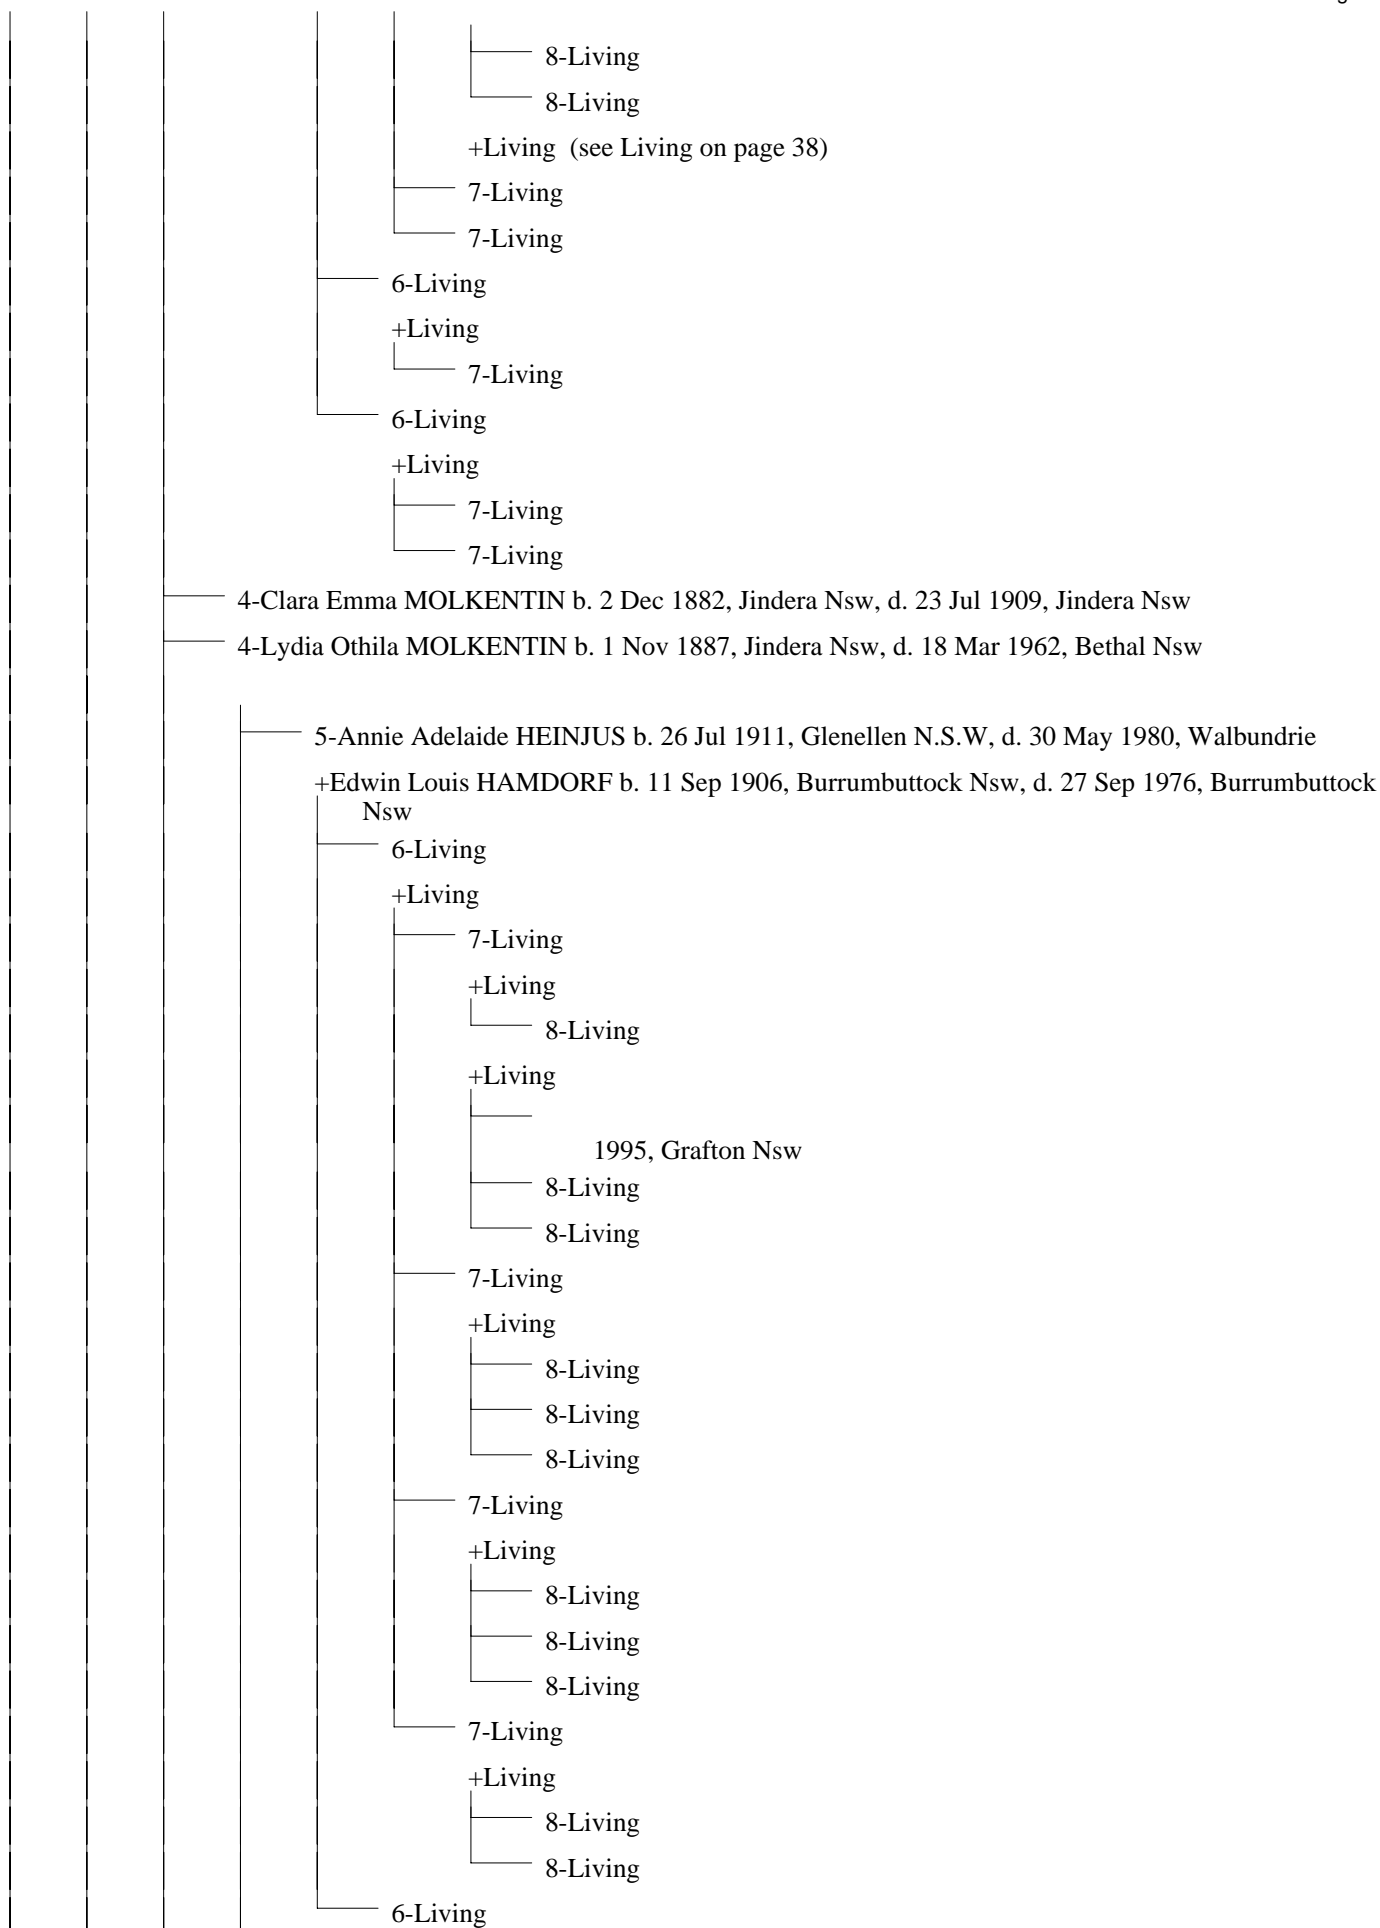 8-Living
8-Living
+Living (see Living on page 38)
7-Living
7-Living
6-Living
+Living
7-Living
6-Living
+Living
7-Living
7-Living
4-Clara Emma MOLKENTIN b. 2 Dec 1882, Jindera Nsw, d. 23 Jul 1909, Jindera Nsw
4-Lydia Othila MOLKENTIN b. 1 Nov 1887, Jindera Nsw, d. 18 Mar 1962, Bethal Nsw
5-Annie Adelaide HEINJUS b. 26 Jul 1911, Glenellen N.S.W, d. 30 May 1980, Walbundrie
+Edwin Louis HAMDORF b. 11 Sep 1906, Burrumbuttock Nsw, d. 27 Sep 1976, Burrumbuttock
Nsw
6-Living
+Living
7-Living
+Living
8-Living
+Living
1995, Grafton Nsw
8-Living
8-Living
7-Living
+Living
8-Living
8-Living
8-Living
7-Living
+Living
8-Living
8-Living
8-Living
7-Living
+Living
8-Living
8-Living
6-Living